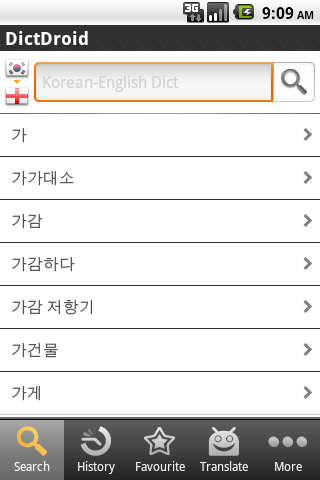 3G 9:09 AM
DictDroid
Korean-English Dict
가
가가대소
가감
가감하다
가감 저항기
가건물
가게
Search History Favourite Translate More